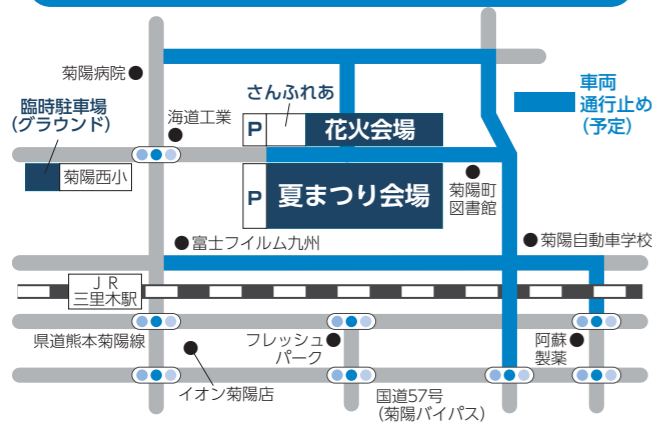 菊陽病院
臨時駐車場
(グラウンド)
海道工業
さんふれあ
車両
通行止め
(予定)
P
花火会場
菊陽西小
P
夏まつり会場
菊陽町
図書館
富士フイルム九州
菊陽自動車学校
JR
三里木駅
県道熊本菊陽線
フレッシュ
パーク
阿蘇
製薬
イオン菊陽店
国道57号
(菊陽バイパス)